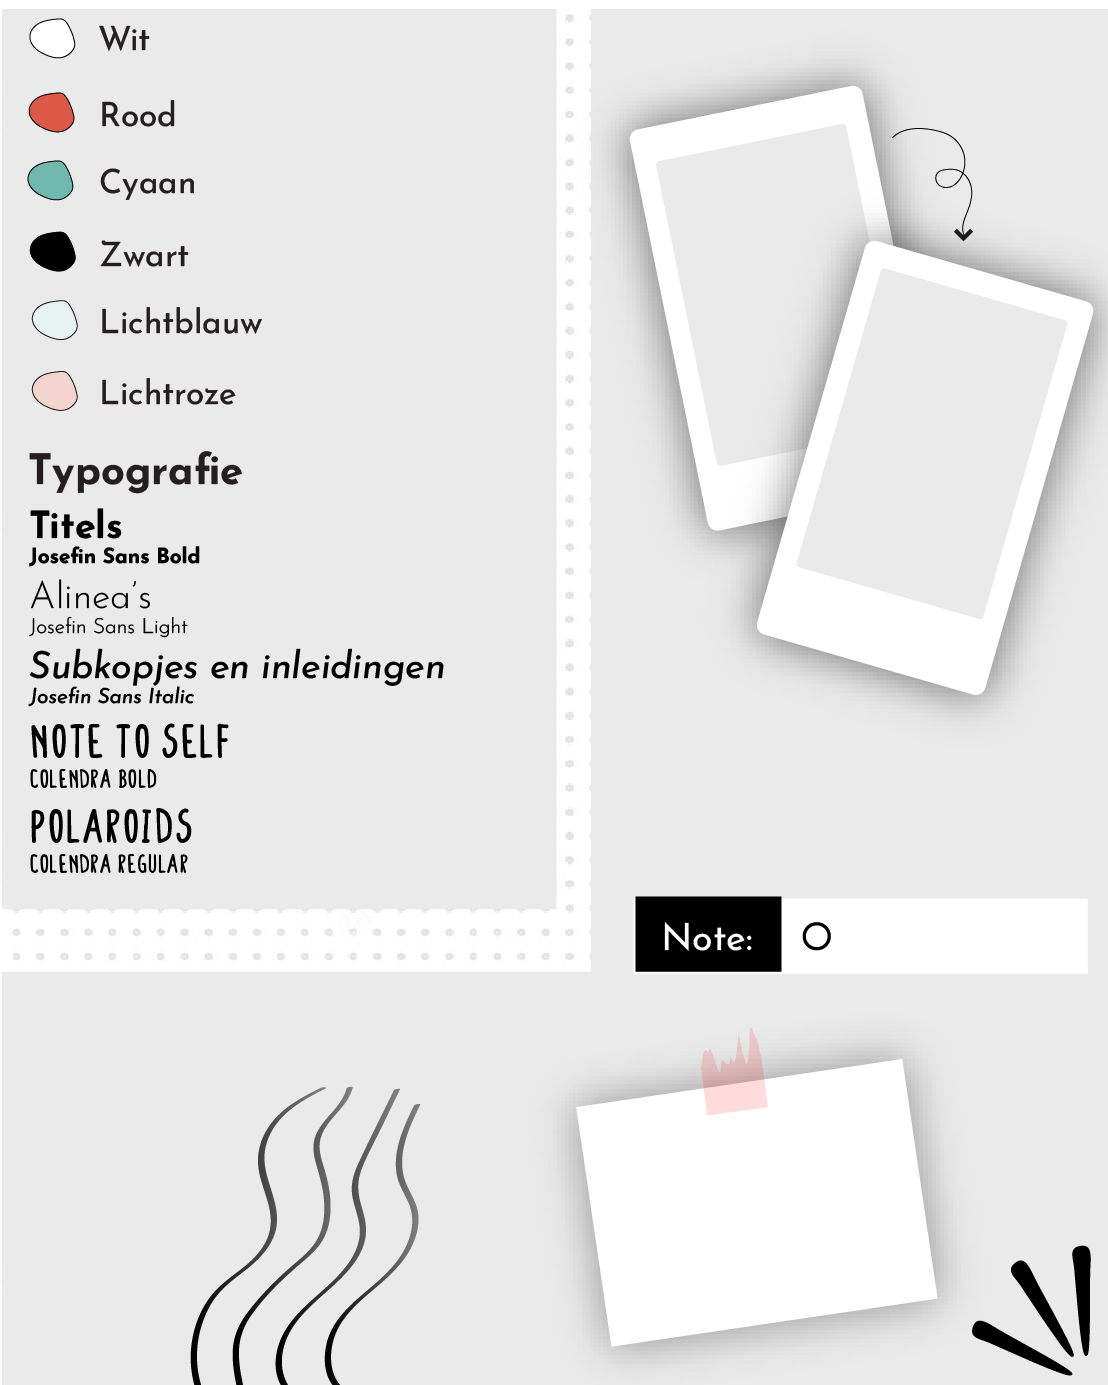 Wit
Rood
Cyaan
Zwart
Lichtblauw
Lichtroze
Typografie
Titels
Josefin Sans Bold
Alinea's
Josefin Sans Light
Subkopjes en inleidingen
Josefin Sans Italic
NOTE TO SELF
COLENDRA BOLD
POLAROIDS
COLENDRA REGULAR
Note: